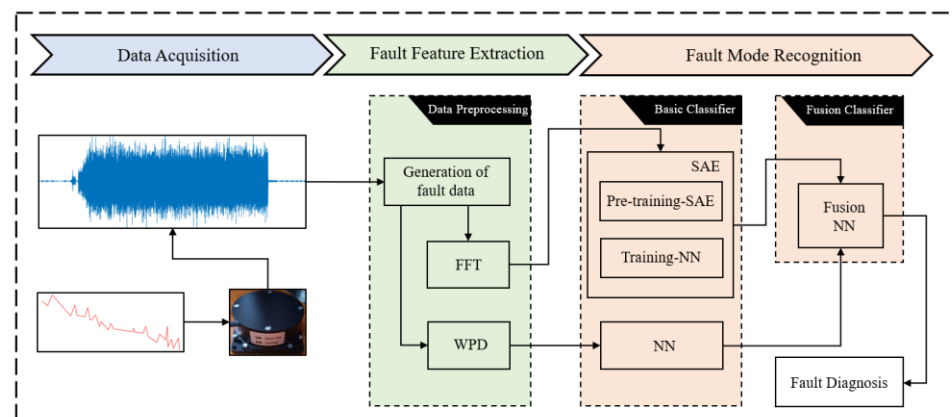 Data Acquisition
Fault Feature Extraction
Fault Mode Recognition
Data Preprocessing
Basic Classifier
Fusion Classifier
Generation of
fault data
FFT
WPD
SAE
Pre-training-SAE
Training-NN
NN
Fusion
NN
Fault Diagnosis